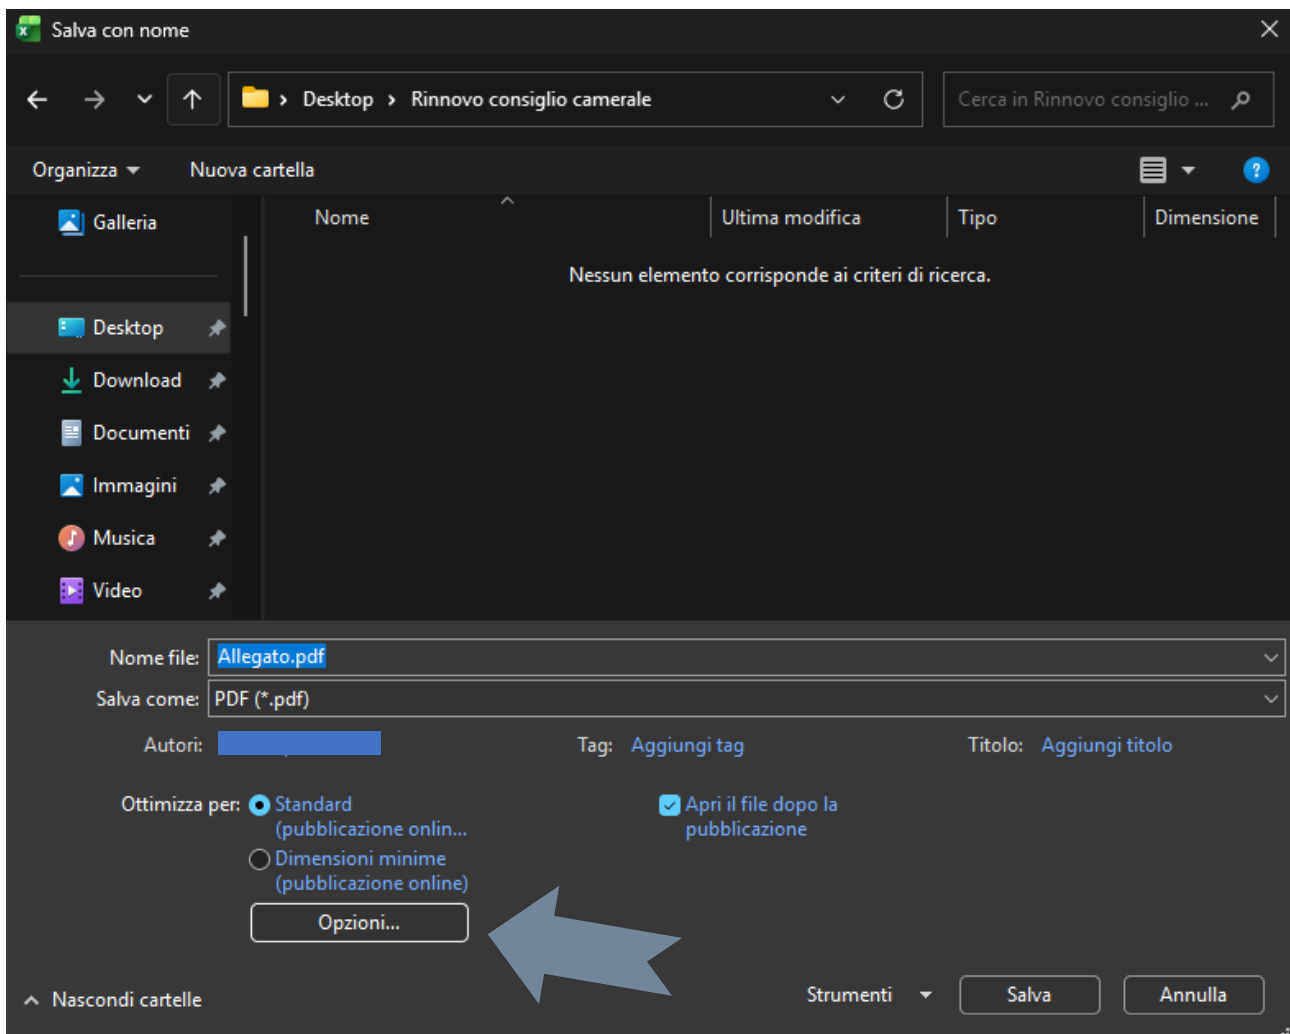 Salva con nome
Desktop > Rinnovo consiglio camerale
Cerca in Rinnovo consiglio ...
Organizza
Nuova cartella
?
Galleria
Nome
Ultima modifica
Tipo
Dimensione
Nessun elemento corrisponde ai criteri di ricerca.
Desktop
Download
Documenti
Immagini
Musica
Video
Nome file: Allegato.pdf
Salva come: PDF (*.pdf)
Autori:
Tag: Aggiungi tag
Titolo: Aggiungi titolo
Ottimizza per: Standard
(pubblicazione onlin...
Dimensioni minime
(pubblicazione online)
Apri il file dopo la
pubblicazione
Opzioni...
Nascondi cartelle
Strumenti
Salva
Annulla